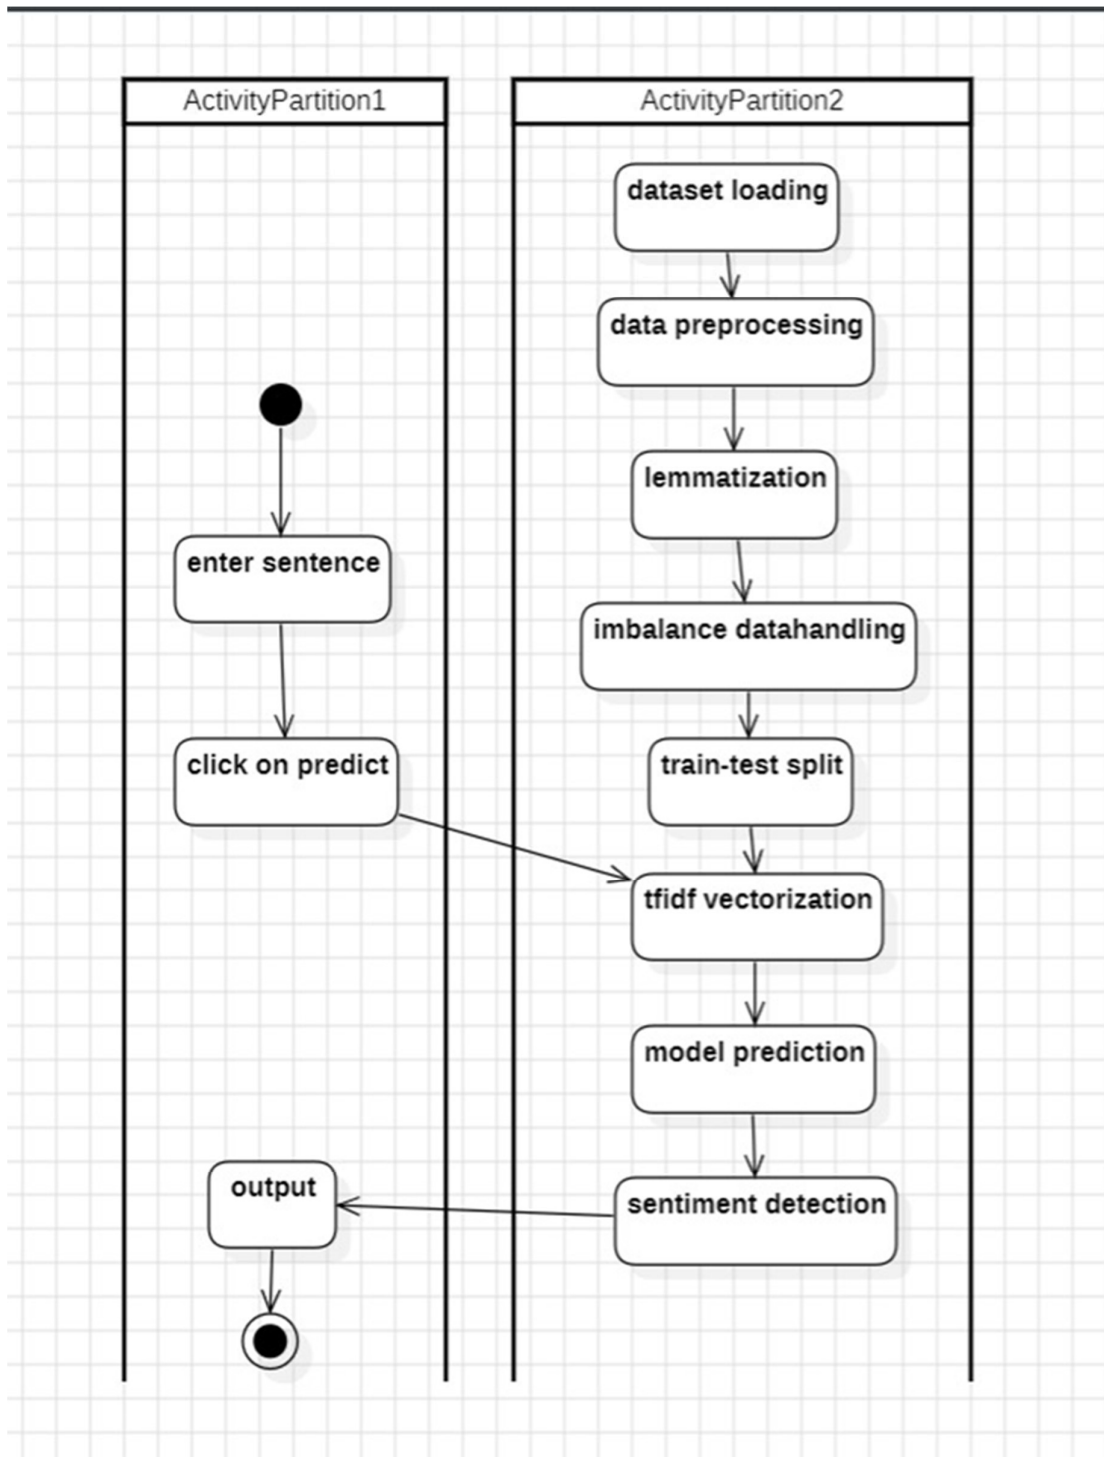 ActivityPartition1
ActivityPartition2
dataset loading
data preprocessing
lemmatization
enter sentence
imbalance datahandling
click on predict
train-test split
tfidf vectorization
model prediction
output
sentiment detection